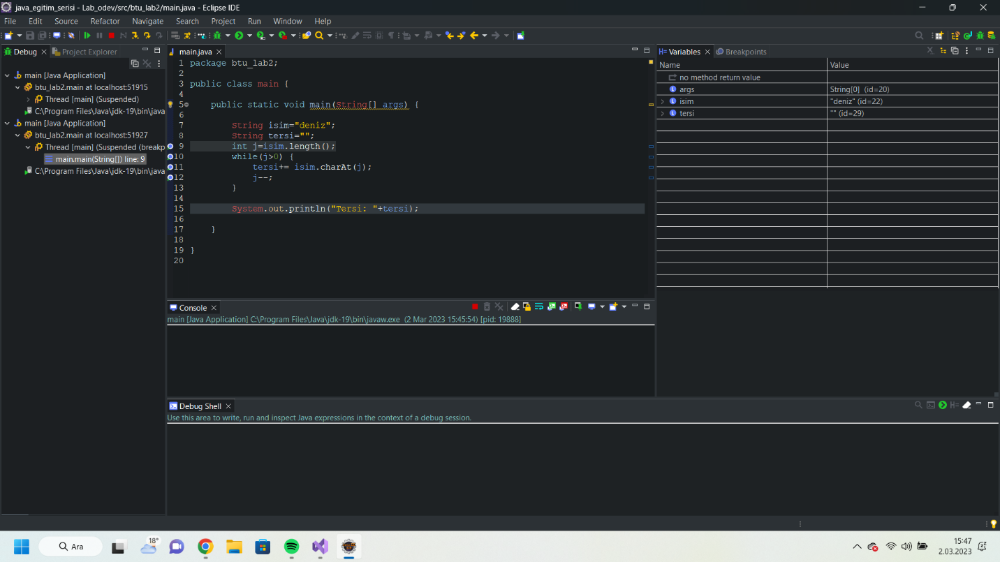 java_egitim_serisi - Lab_odev/src/btu_lab2/main.java - Eclipse IDE
File Edit Source Refactor Navigate Search Project Run Window Help
Debug Project Explorer
main [Java Application]
btu_lab2.main at localhost:51915
Thread [main] (Suspended)
C:\Program Files\Java\jdk-19\bin\java
main [Java Application]
btu_lab2.main at localhost:51927
Thread [main] (Suspended (breakp
main.main(String[]) line: 9
C:\Program Files\Java\jdk-19\bin\java
main.java
1 package btu_lab2;
2
3 public class main {
4
5 public static void main(String[] args) {
6
7 String isim="deniz";
8 String tersi="";
9 int j=isim.length();
10 while(j>0) {
11 tersi+= isim.charAt(j);
12 j--;
13 }
14
15 System.out.println("Tersi: "+tersi);
16
17 }
18
19 }
20
Variables Breakpoints
Name Value
no method return value
args String[0] (id=20)
isim "deniz" (id=22)
tersi "" (id=29)
Console
main [Java Application] C:\Program Files\Java\jdk-19\bin\javaw.exe (2 Mar 2023 15:45:54) [pid: 19888]
Debug Shell
Use this area to write, run and inspect Java expressions in the context of a debug session.
Ara
18°
15:47
2.03.2023